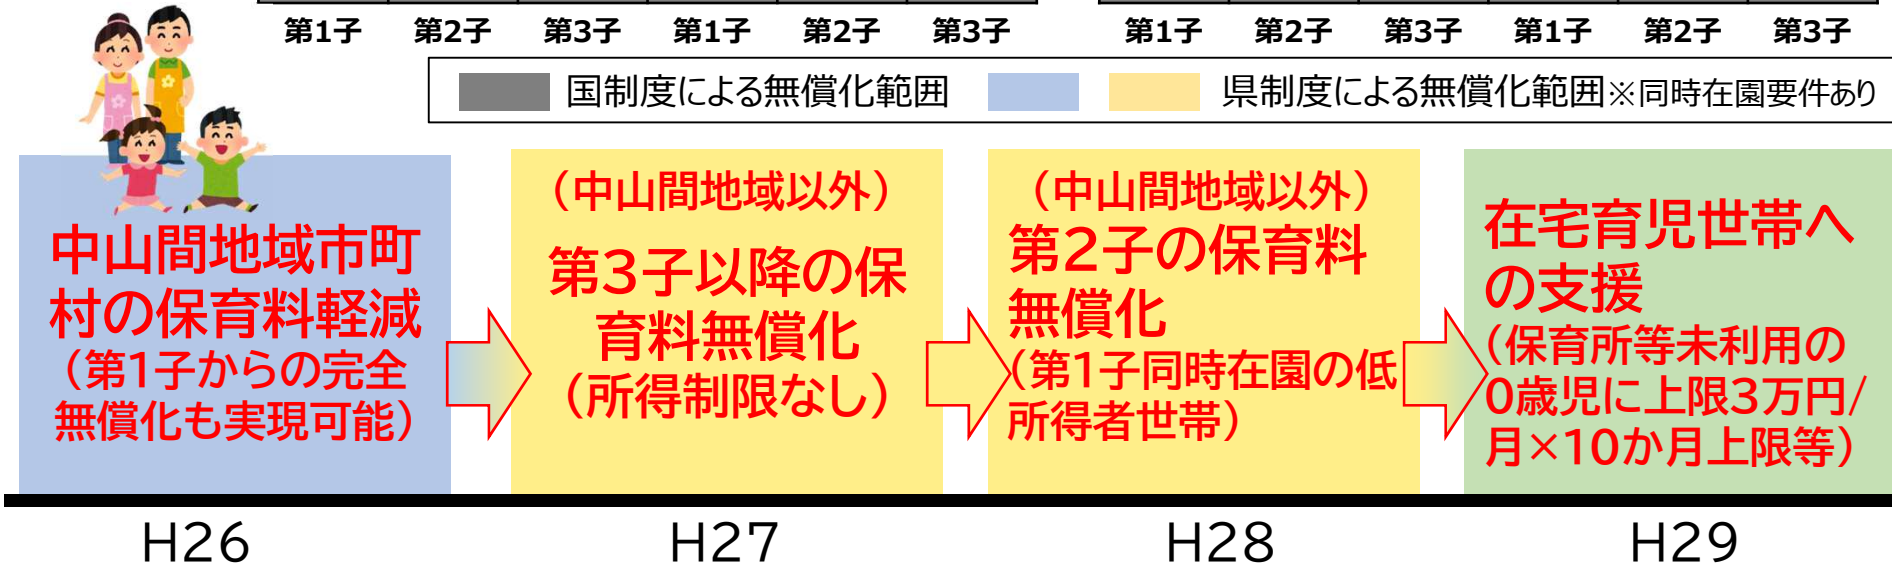 第1子 第2子 第3子 第1子 第2子 第3子 第1子 第2子 第3子 第1子 第2子 第3子
国制度による無償化範囲 県制度による無償化範囲※同時在園要件あり
中山間地域市町
村の保育料軽減
（第1子からの完全
無償化も実現可能）
（中山間地域以外）
第3子以降の保
育料無償化
（所得制限なし）
（中山間地域以外）
第2子の保育料
無償化
（第1子同時在園の低
所得者世帯）
在宅育児世帯へ
の支援
（保育所等未利用の
0歳児に上限3万円/
月×10か月上限等）
H26 H27 H28 H29